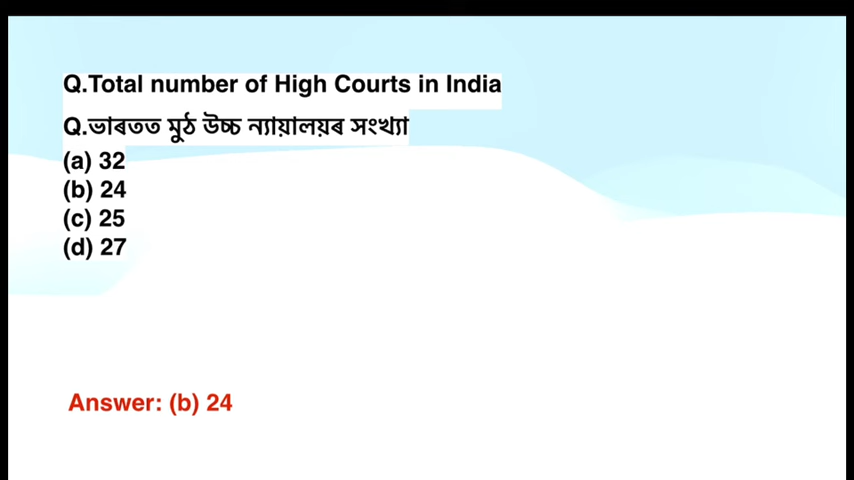 Q.Total number of High Courts in India
Q.ভাৰতত মুঠ উচ্চ ন্যায়ালয়ৰ সংখ্যা
(a) 32
(b) 24
(c) 25
(d) 27
Answer: (b) 24